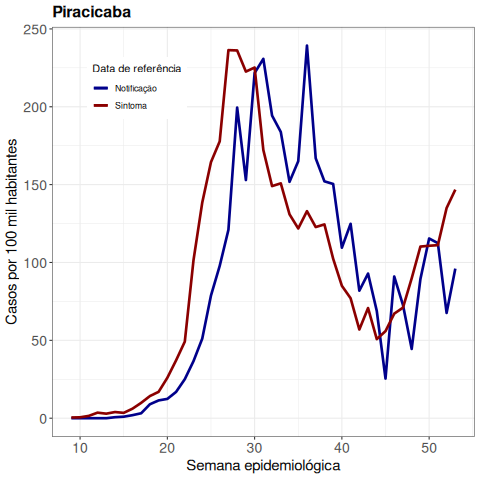 Piracicaba
250
200
150
100
50
0
Casos por 100 mil habitantes
Data de referência
Notificação
Sintoma
10
20
30
40
50
Semana epidemiológica